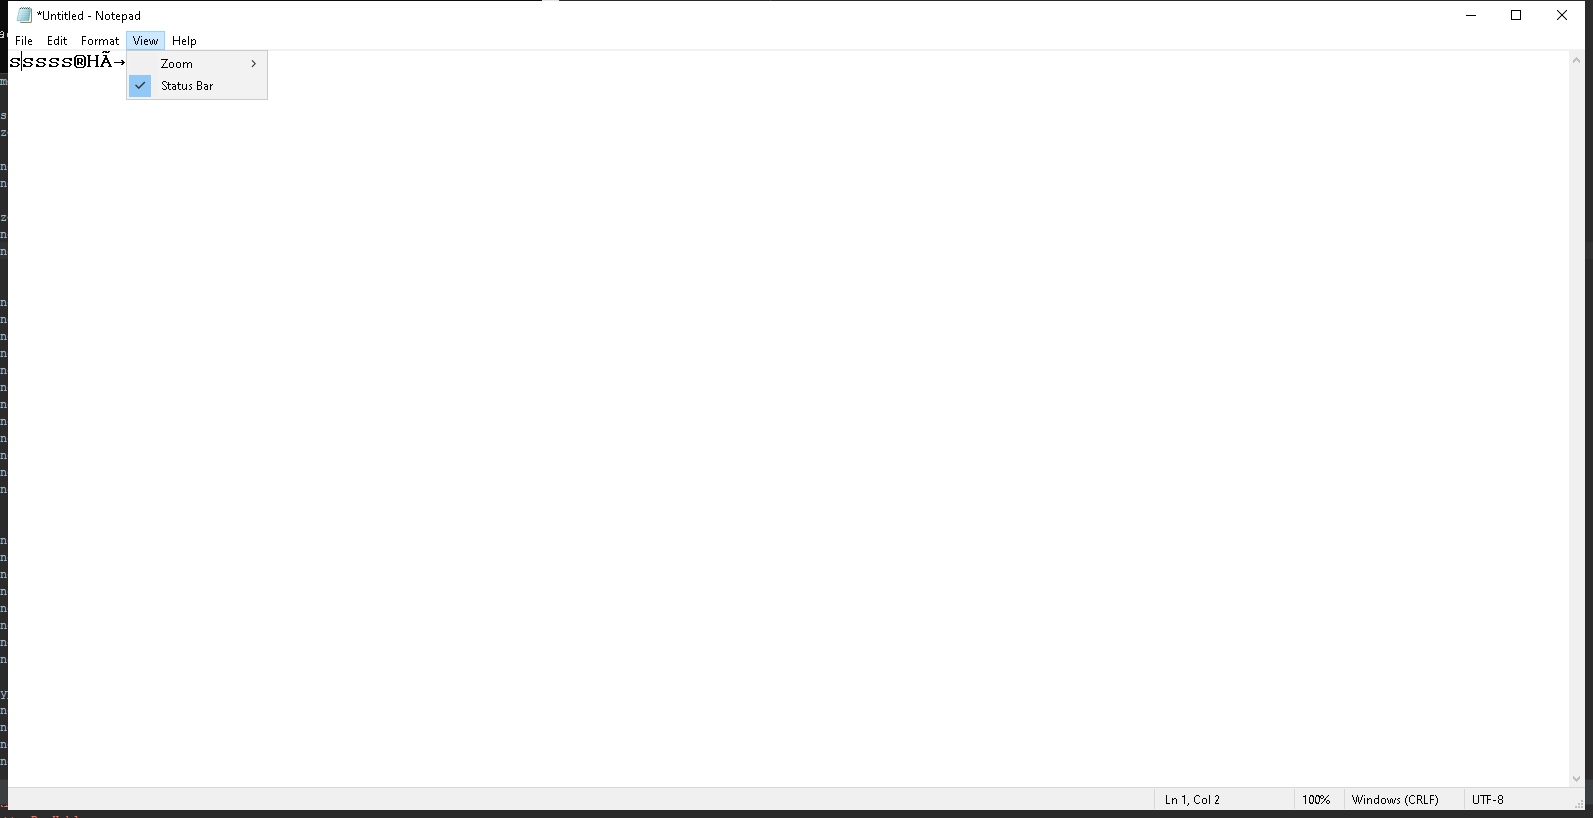 *Untitled - Notepad
File Edit Format View Help
sssss®HÃ→
Zoom
Status Bar
Ln 1, Col 2 100% Windows (CRLF) UTF-8